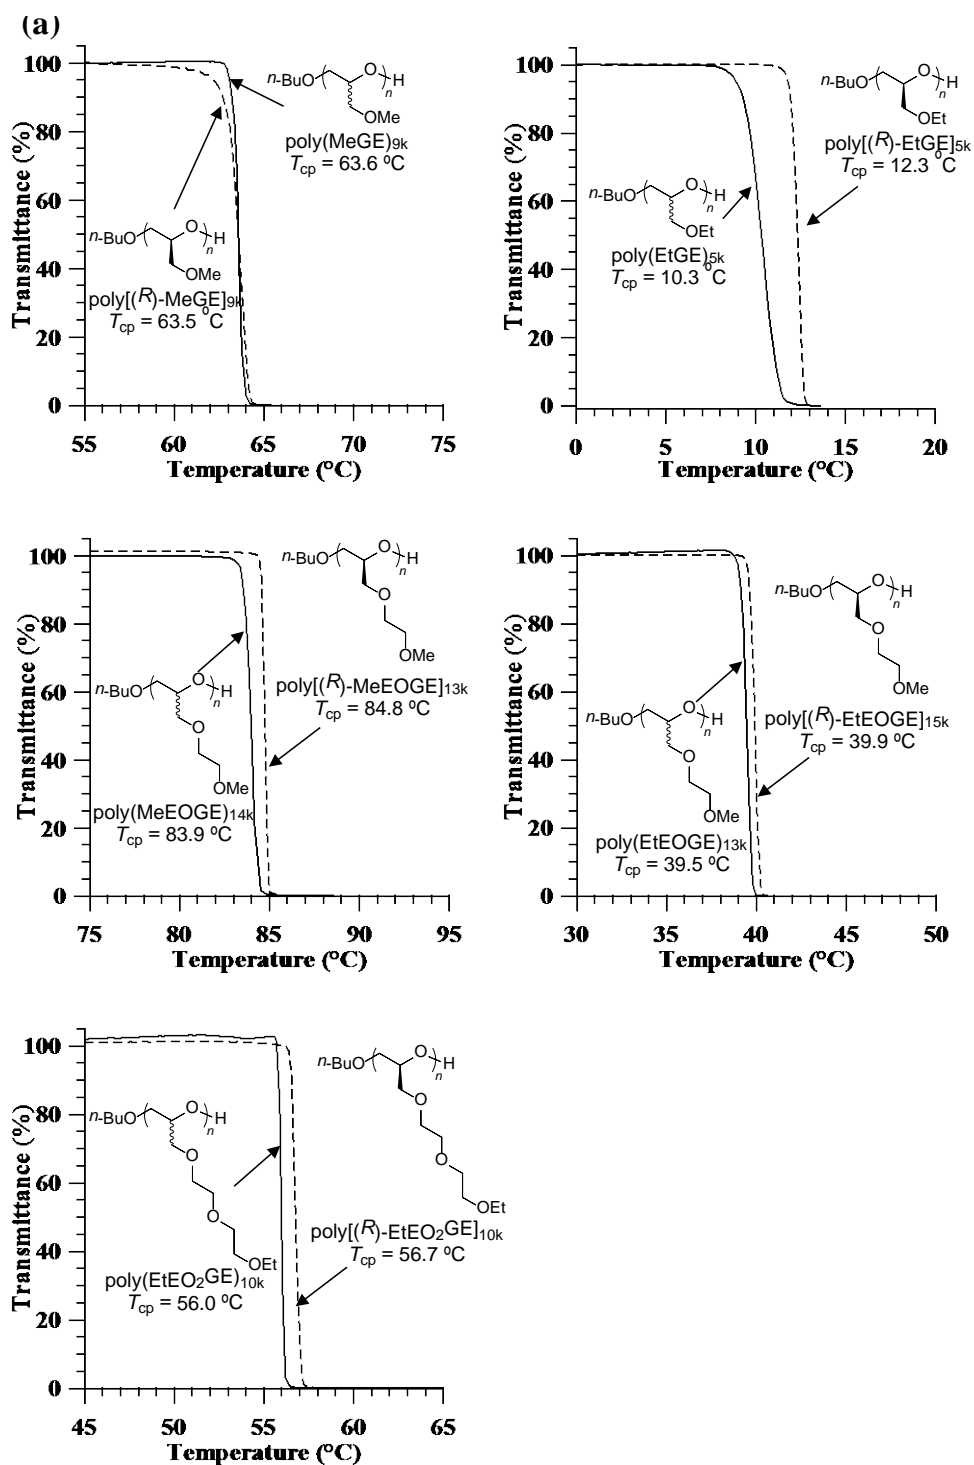 (a)
Transmittance (%)
100
80
60
40
20
0
55
60
65
70
75
Temperature (°C)
n-BuO
O
H
n
OMe
poly(MeGE)9k
Tcp = 63.6 ºC
n-BuO
O
H
n
OMe
poly[(R)-MeGE]9k
Tcp = 63.5 ºC
Transmittance (%)
100
80
60
40
20
0
0
5
10
15
20
Temperature (°C)
n-BuO
O
H
n
OEt
poly[(R)-EtGE]5k
Tcp = 12.3 ºC
n-BuO
O
H
n
OEt
poly(EtGE)5k
Tcp = 10.3 ºC
Transmittance (%)
100
80
60
40
20
0
75
80
85
90
95
Temperature (°C)
n-BuO
O
H
n
O
OMe
poly[(R)-MeEOGE]13k
Tcp = 84.8 ºC
n-BuO
O
H
n
O
OMe
poly(MeEOGE)14k
Tcp = 83.9 ºC
Transmittance (%)
100
80
60
40
20
0
30
35
40
45
50
Temperature (°C)
n-BuO
O
H
n
O
OMe
poly[(R)-EtEOGE]15k
Tcp = 39.9 ºC
n-BuO
O
H
n
O
OMe
poly(EtEOGE)13k
Tcp = 39.5 ºC
Transmittance (%)
100
80
60
40
20
0
45
50
55
60
65
Temperature (°C)
n-BuO
O
H
n
O
O
OEt
poly[(R)-EtEO2GE]10k
Tcp = 56.7 ºC
n-BuO
O
H
n
O
O
OEt
poly(EtEO2GE)10k
Tcp = 56.0 ºC